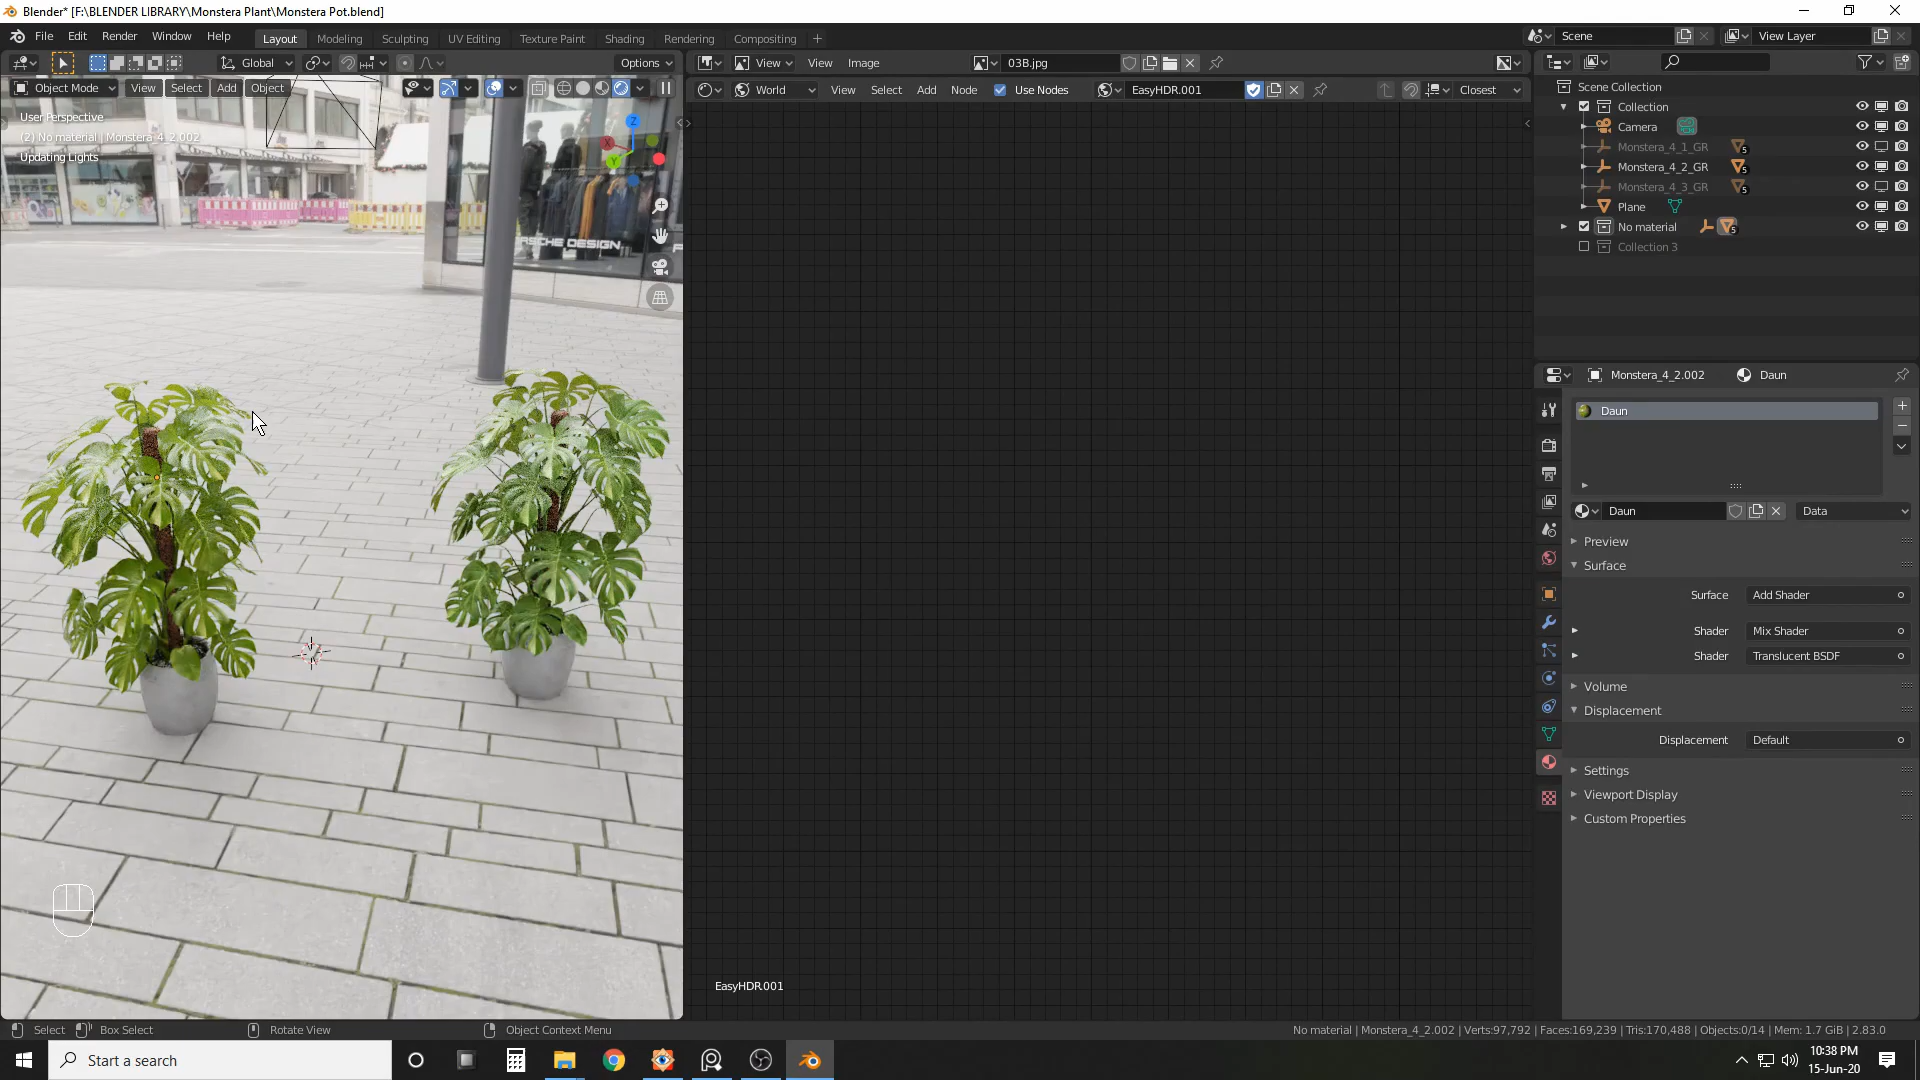 Blender* [F:\BLENDER LIBRARY\Monstera Plant\Monstera Pot.blend]
File Edit Render Window Help
Layout Modeling Sculpting UV Editing Texture Paint Shading Rendering Compositing +
Scene View Layer
Global Options
View View Image 03B.jpg
Object Mode View Select Add Object
World View Select Add Node Use Nodes EasyHDR.001 Closest
User Perspective
(2) No material | Monstera_4_2.002
Updating Lights
X Y Z
RSCHE DESIGN
Scene Collection
Collection
Camera
Monstera_4_1_GR 5
Monstera_4_2_GR 5
Monstera_4_3_GR 5
Plane
No material 5
Collection 3
Monstera_4_2.002 Daun
Daun
Daun Data
Preview
Surface
Surface Add Shader
Shader Mix Shader
Shader Translucent BSDF
Volume
Displacement
Displacement Default
Settings
Viewport Display
Custom Properties
EasyHDR.001
Select Box Select Rotate View Object Context Menu
No material | Monstera_4_2.002 | Verts:97,792 | Faces:169,239 | Tris:170,488 | Objects:0/14 | Mem: 1.7 GiB | 2.83.0
Start a search
10:38 PM
15-Jun-20